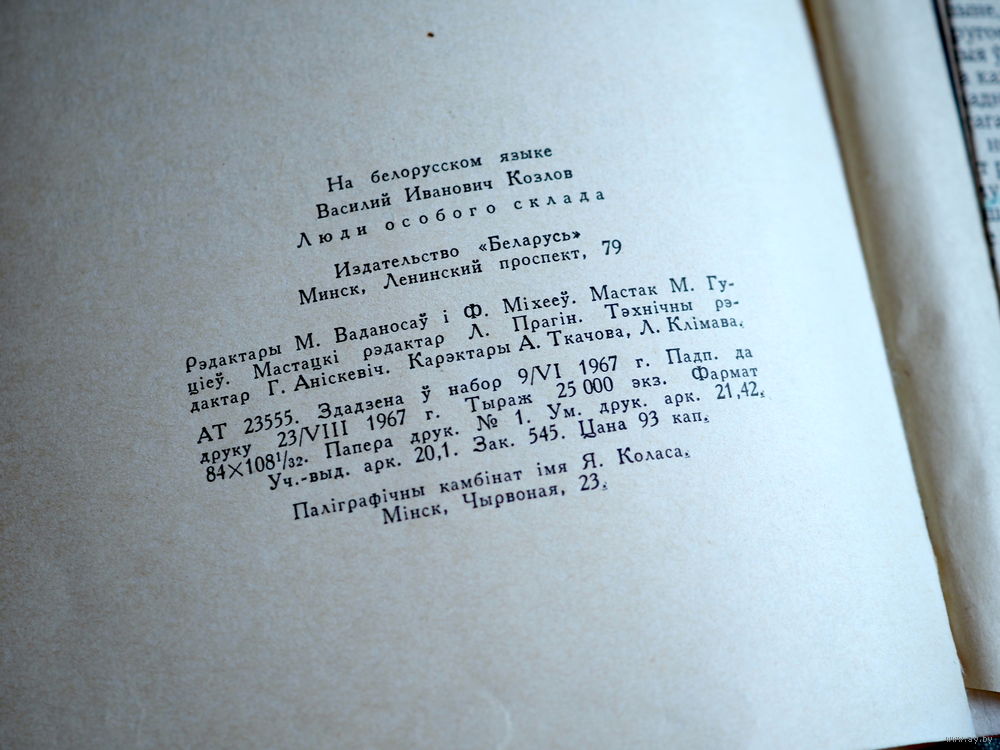 На белорусском языке
Василий Иванович Козлов
Люди особого склада
Издательство «Беларусь»
Минск, Ленинский проспект, 79
Рэдактары М. Ваданосаў і Ф. Міхееў. Мастак М. Гу-
ціеў. Мастацкі рэдактар Л. Прагін. Тэхнічны рэ-
дактар Г. Аніскевіч. Карэктары А. Ткачова, Л. Клімава.
АТ 23555. Здадзена ў набор 9/VI 1967 г. Падп. да
друку 23/VIII 1967 г. Тыраж 25 000 экз. Фармат
84×108¹/₃₂. Папера друк. № 1. Ум. друк. арк. 21,42.
Уч.-выд. арк. 20,1. Зак. 545. Цана 93 кап.
Паліграфічны камбінат імя Я. Коласа.
Мінск, Чырвоная, 23.
www.ay.by